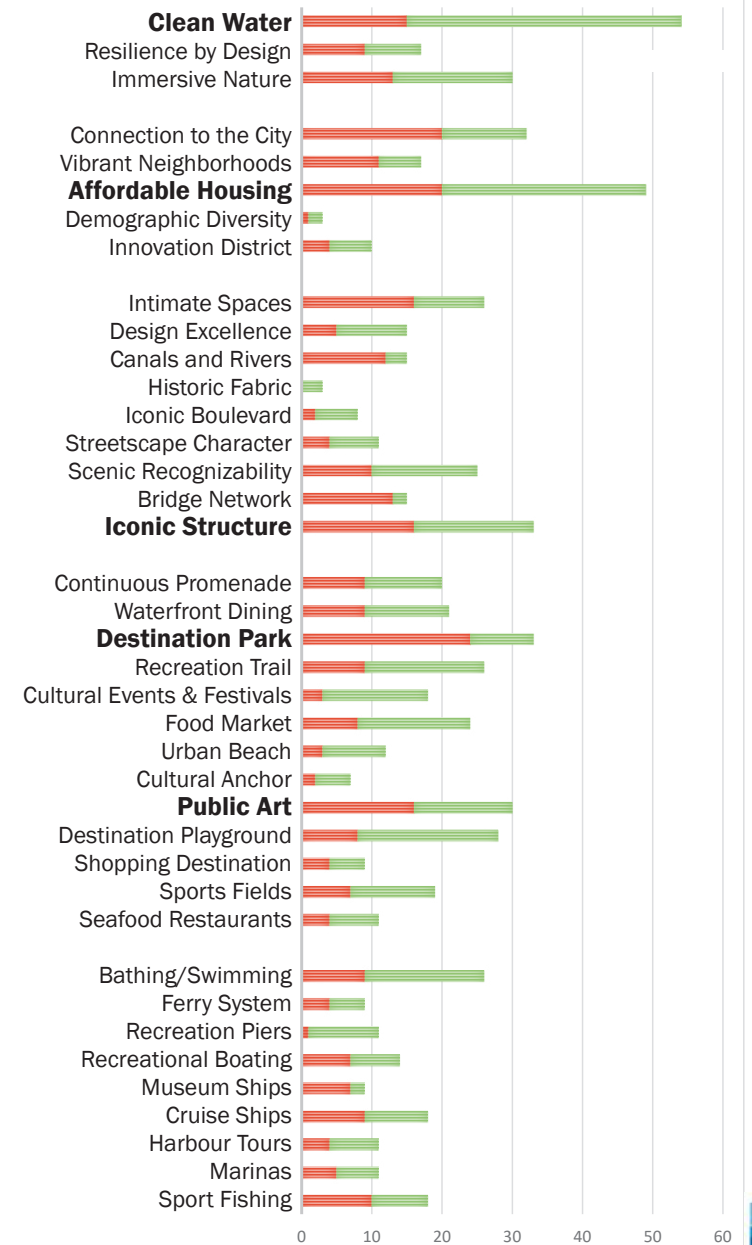 Clean Water
Resilience by Design
Immersive Nature
Connection to the City
Vibrant Neighborhoods
Affordable Housing
Demographic Diversity
Innovation District
Intimate Spaces
Design Excellence
Canals and Rivers
Historic Fabric
Iconic Boulevard
Streetscape Character
Scenic Recognizability
Bridge Network
Iconic Structure
Continuous Promenade
Waterfront Dining
Destination Park
Recreation Trail
Cultural Events & Festivals
Food Market
Urban Beach
Cultural Anchor
Public Art
Destination Playground
Shopping Destination
Sports Fields
Seafood Restaurants
Bathing/Swimming
Ferry System
Recreation Piers
Recreational Boating
Museum Ships
Cruise Ships
Harbour Tours
Marinas
Sport Fishing
0 10 20 30 40 50 60